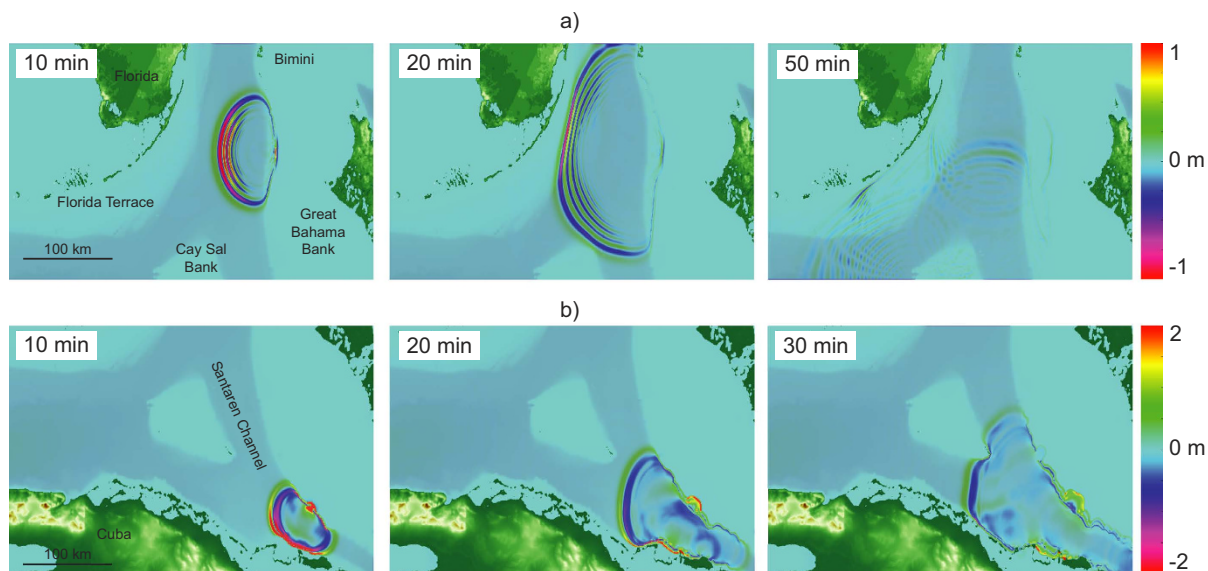 a)
10 min
Florida
Bimini
Florida Terrace
Great
Bahama
Bank
Cay Sal
Bank
100 km
20 min
50 min
1
0 m
-1
b)
10 min
Santaren Channel
Cuba
100 km
20 min
30 min
2
0 m
-2